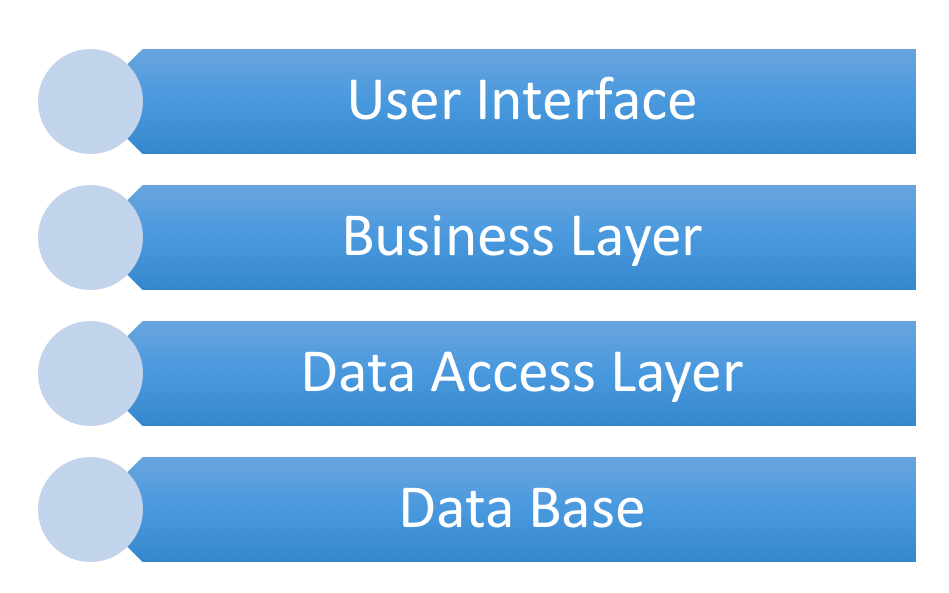 User Interface
Business Layer
Data Access Layer
Data Base